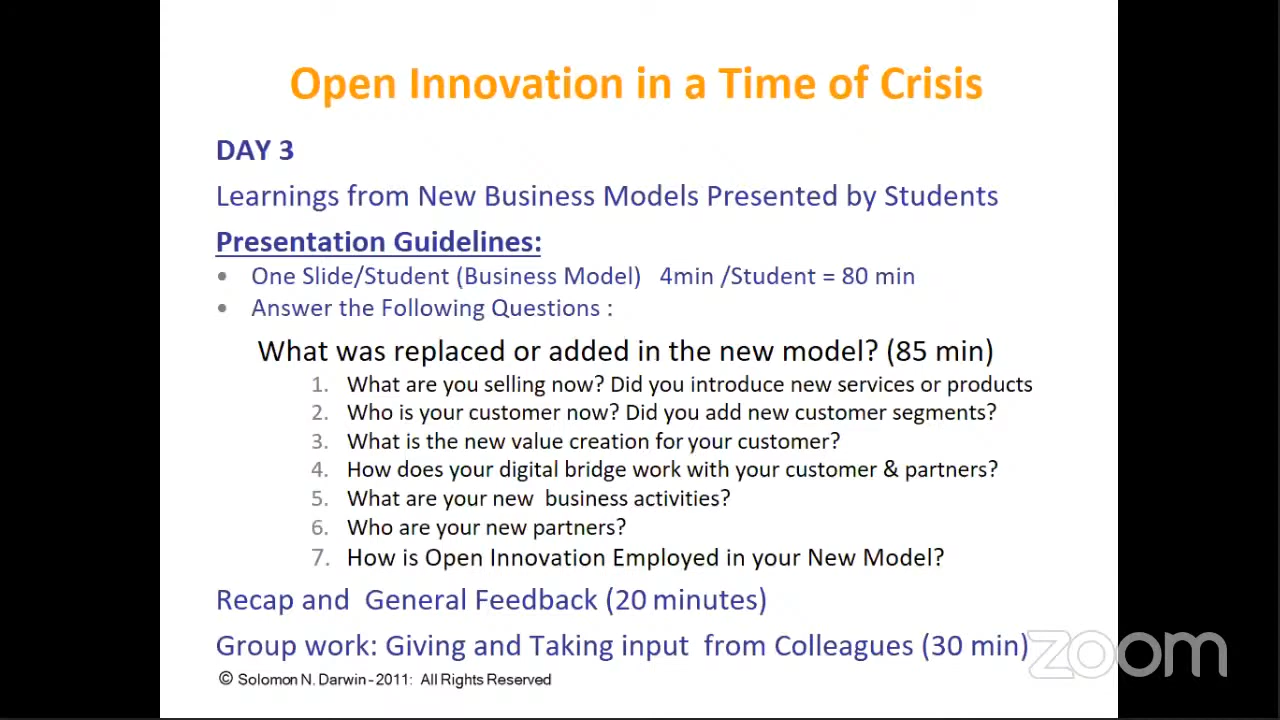 Open Innovation in a Time of Crisis
DAY 3
Learnings from New Business Models Presented by Students
Presentation Guidelines:
• One Slide/Student (Business Model) 4min /Student = 80 min
• Answer the Following Questions :
What was replaced or added in the new model? (85 min)
1. What are you selling now? Did you introduce new services or products
2. Who is your customer now? Did you add new customer segments?
3. What is the new value creation for your customer?
4. How does your digital bridge work with your customer & partners?
5. What are your new business activities?
6. Who are your new partners?
7. How is Open Innovation Employed in your New Model?
Recap and General Feedback (20 minutes)
Group work: Giving and Taking input from Colleagues (30 min)
zoom
© Solomon N. Darwin - 2011: All Rights Reserved